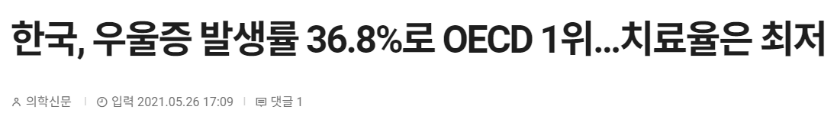 한국, 우울증 발생률 36.8%로 OECD 1위...치료율은 최저
의학신문 입력 2021.05.26 17:09 댓글 1